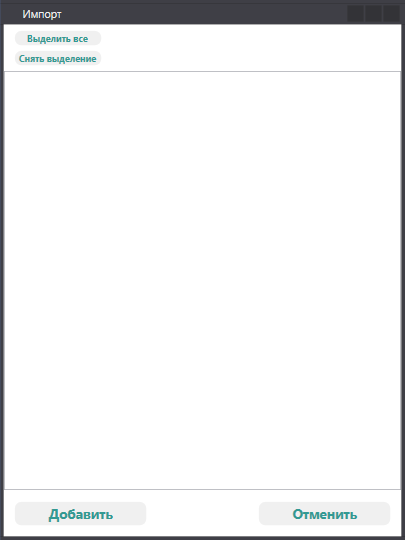 Импорт
Выделить все
Снять выделение
Добавить
Отменить